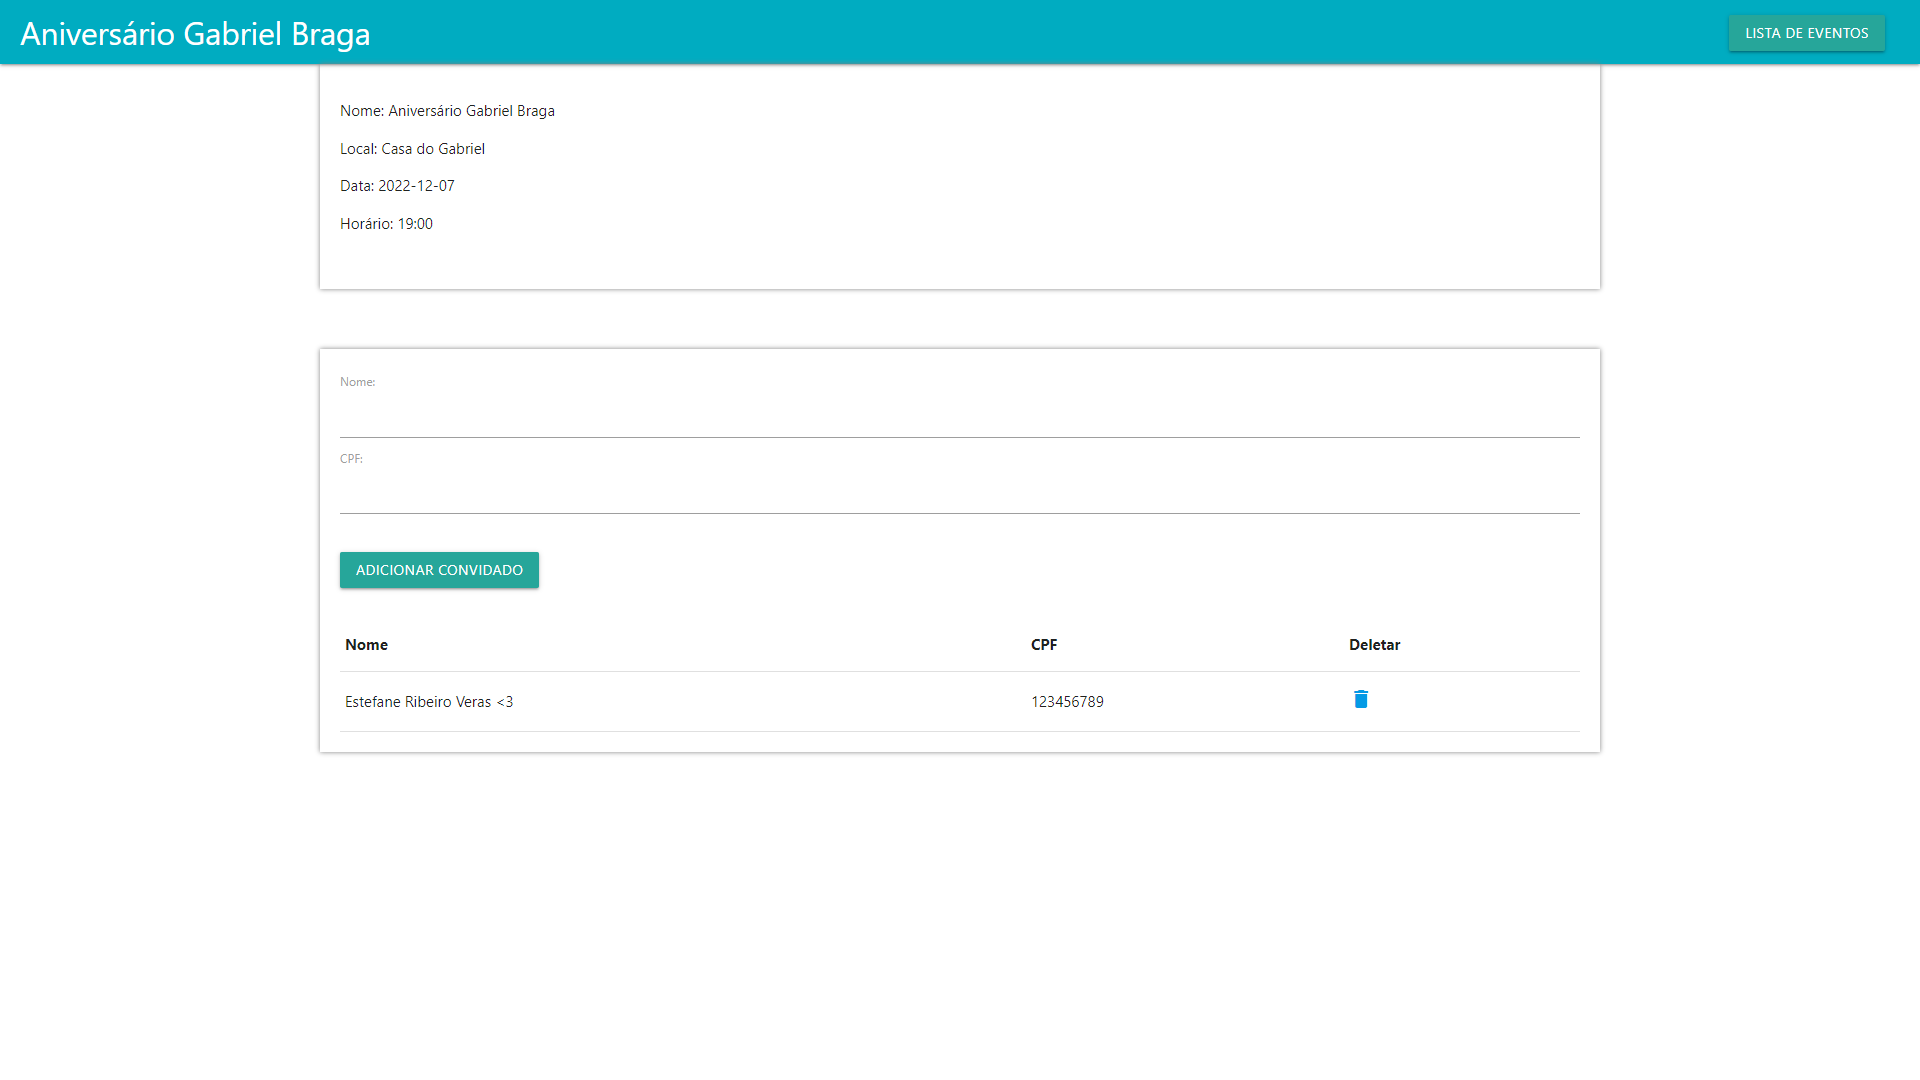 Aniversário Gabriel Braga
LISTA DE EVENTOS
Nome: Aniversário Gabriel Braga
Local: Casa do Gabriel
Data: 2022-12-07
Horário: 19:00
Nome:
CPF:
ADICIONAR CONVIDADO
Nome CPF Deletar
Estefane Ribeiro Veras <3 123456789